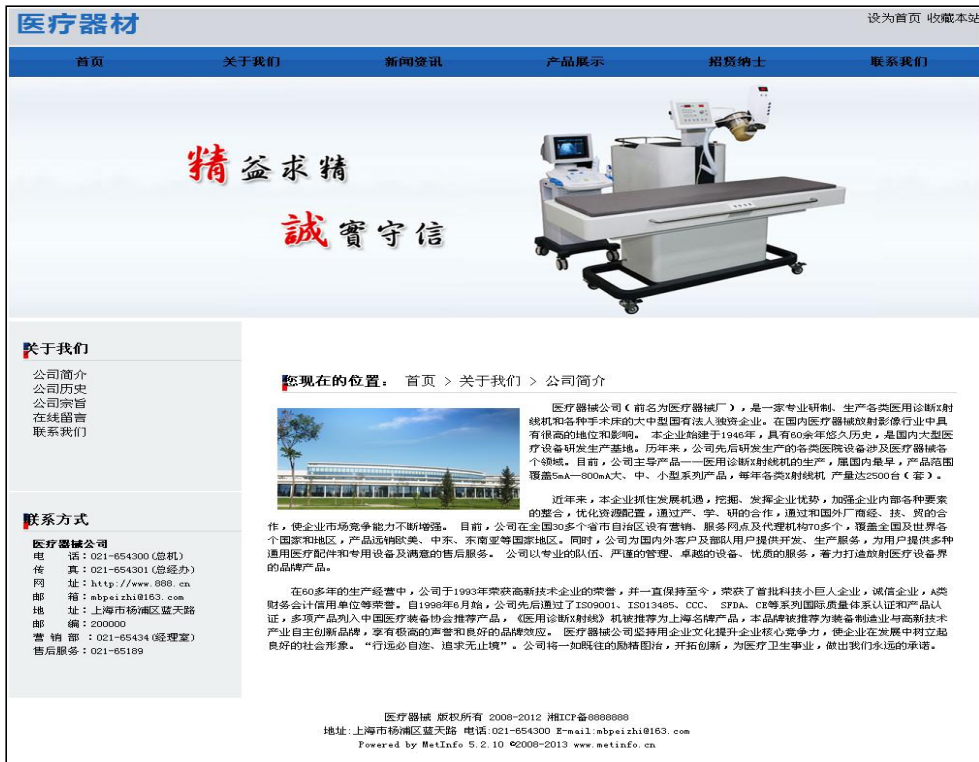 医疗器材
设为首页 收藏本站
首页 关于我们 新闻资讯 产品展示 招贤纳士 联系我们
精益求精
誠實守信
关于我们
公司简介
公司历史
公司宗旨
在线留言
联系我们
联系方式
医疗器械公司
电 话：021-654300(总机)
传 真：021-654301(总经办)
网 址：http://www.888.cn
邮 箱：mbpeizhi@163.com
地 址：上海市杨浦区蓝天路
邮 编：200000
营 销 部 ：021-65434(经理室)
售后服务：021-65189
您现在的位置： 首页 > 关于我们 > 公司简介
医疗器械公司（前名为医疗器械厂），是一家专业研制、生产各类医用诊断X射
线机和各种手术床的大中型国有法人独资企业。在国内医疗器械放射影像行业中具
有很高的地位和影响。 本企业始建于1946年，具有60余年悠久历史，是国内大型医
疗设备研发生产基地。历年来，公司先后研发生产的各类医院设备涉及医疗器械各
个领域。目前，公司主导产品——医用诊断X射线机的生产，属国内最早，产品范围
覆盖5mA—800mA大、中、小型系列产品，每年各类X射线机 产量达2500台（套）。
近年来，本企业抓住发展机遇，挖掘、发挥企业优势，加强企业内部各种要素
的整合，优化资源配置，通过产、学、研的合作，通过和国外厂商经、技、贸的合
作，使企业市场竞争能力不断增强。 目前，公司在全国30多个省市自治区设有营销、服务网点及代理机构70多个，覆盖全国及世界各
个国家和地区，产品远销欧美、中东、东南亚等国家地区。同时，公司为国内外客户及部队用户提供开发、生产服务，为用户提供多种
通用医疗配件和专用设备及满意的售后服务。 公司以专业的队伍、严谨的管理、卓越的设备、优质的服务，着力打造放射医疗设备界
的品牌产品。
在60多年的生产经营中，公司于1993年荣获高新技术企业的荣誉，并一直保持至今，荣获了首批科技小巨人企业，诚信企业，A类
财务会计信用单位等荣誉。自1998年6月始，公司先后通过了ISO9001、ISO13485、CCC、 SFDA、CE等系列国际质量体系认证和产品认
证，多项产品列入中国医疗装备协会推荐产品，《医用诊断X射线》机被推荐为上海名牌产品，本品牌被推荐为装备制造业与高新技术
产业自主创新品牌，享有极高的声誉和良好的品牌效应。 医疗器械公司坚持用企业文化提升企业核心竞争力，使企业在发展中树立起
良好的社会形象。“行远必自迩、追求无止境”。公司将一如既往的励精图治，开拓创新，为医疗卫生事业，做出我们永远的承诺。
医疗器械 版权所有 2008-2012 湘ICP备8888888
地址:上海市杨浦区蓝天路 电话:021-654300 E-mail:mbpeizhi@163.com
Powered by MetInfo 5.2.10 ©2008-2013 www.metinfo.cn